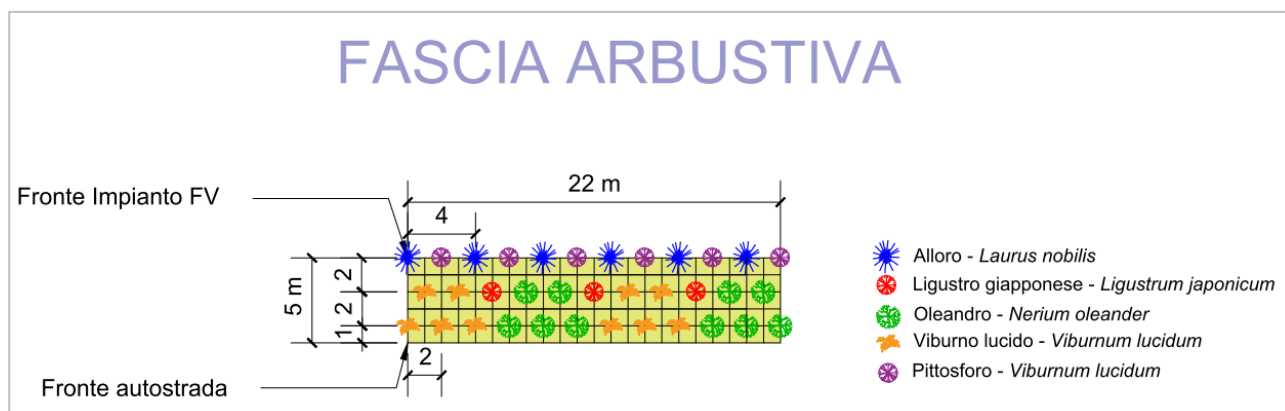 FASCIA ARBUSTIVA
22 m
Fronte Impianto FV
4
5 m
2
2
1
2
Fronte autostrada
Alloro - Laurus nobilis
Ligustro giapponese - Ligustrum japonicum
Oleandro - Nerium oleander
Viburno lucido - Viburnum lucidum
Pittosforo - Viburnum lucidum